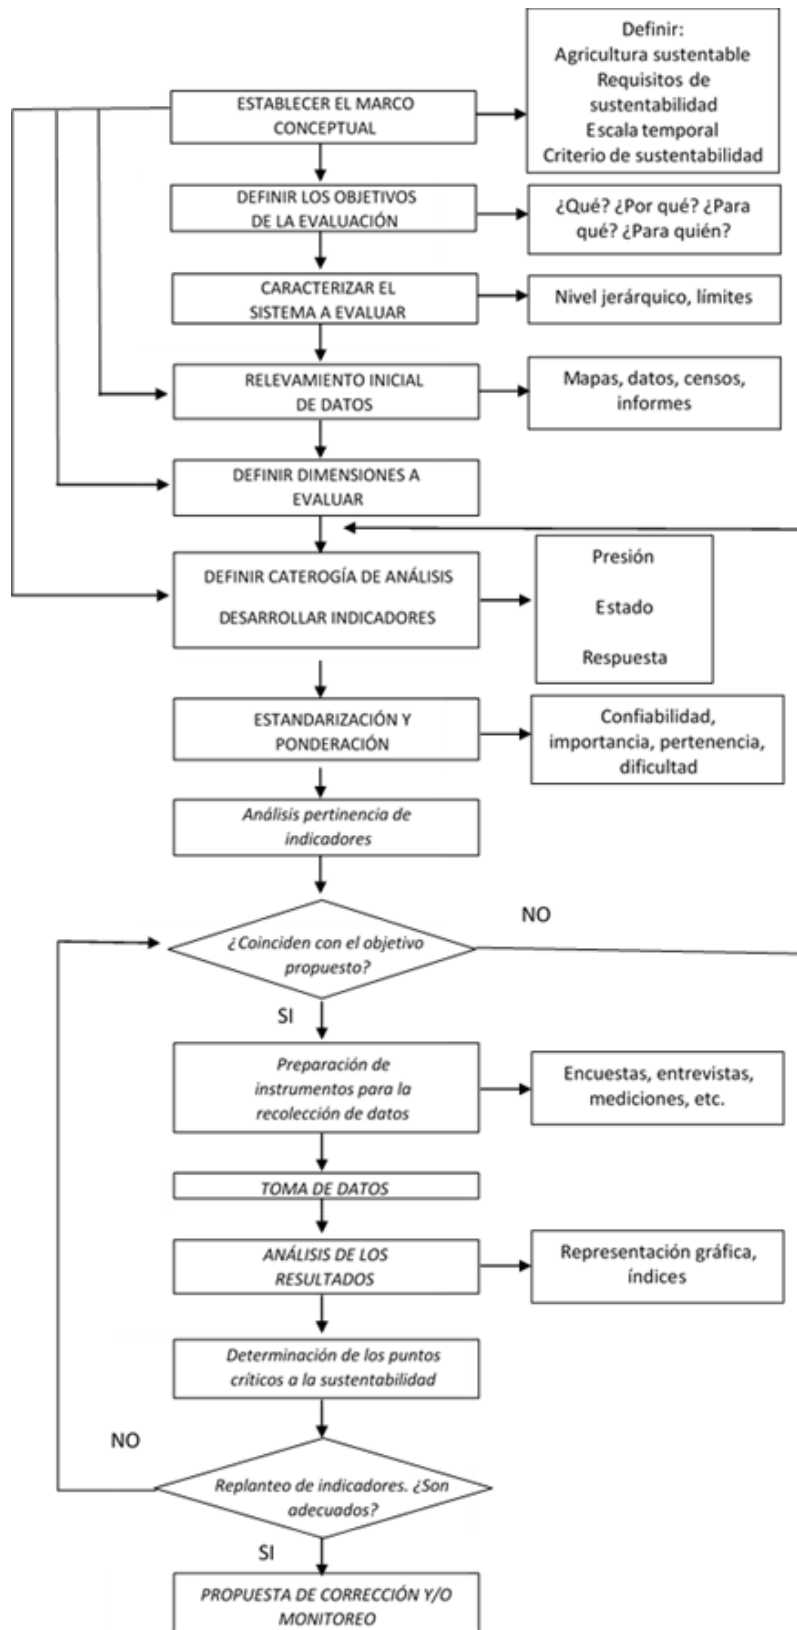 Definir:
Agricultura sustentable
Requisitos de
sustentabilidad
Escala temporal
Criterio de sustentabilidad
ESTABLECER EL MARCO
CONCEPTUAL
DEFINIR LOS OBJETIVOS
DE LA EVALUACIÓN
¿Qué? ¿Por qué? ¿Para
qué? ¿Para quién?
CARACTERIZAR EL
SISTEMA A EVALUAR
Nivel jerárquico, límites
RELEVAMIENTO INICIAL
DE DATOS
Mapas, datos, censos,
informes
DEFINIR DIMENSIONES A
EVALUAR
DEFINIR CATEROGÍA DE ANÁLISIS
DESARROLLAR INDICADORES
Presión
Estado
Respuesta
ESTANDARIZACIÓN Y
PONDERACIÓN
Confiabilidad,
importancia, pertenencia,
dificultad
Análisis pertinencia de
indicadores
¿Coinciden con el objetivo
propuesto?
NO
SI
Preparación de
instrumentos para la
recolección de datos
Encuestas, entrevistas,
mediciones, etc.
TOMA DE DATOS
ANÁLISIS DE LOS
RESULTADOS
Representación gráfica,
índices
Determinación de los puntos
críticos a la sustentabilidad
NO
Replanteo de indicadores. ¿Son
adecuados?
SI
PROPUESTA DE CORRECCIÓN Y/O
MONITOREO